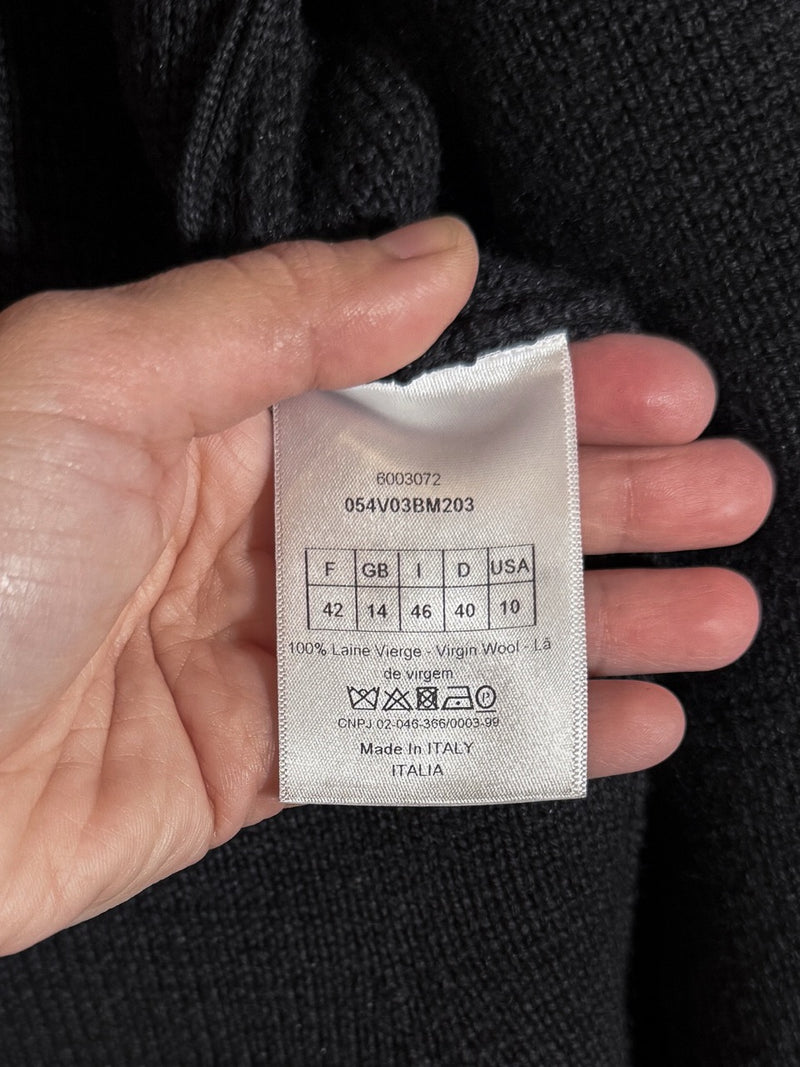 6003072
054V03BM203
F GB I D USA
42 14 46 40 10
100% Laine Vierge - Virgin Wool - Lã
de virgem
P
CNPJ 02-046-366/0003-99
Made In ITALY
ITALIA